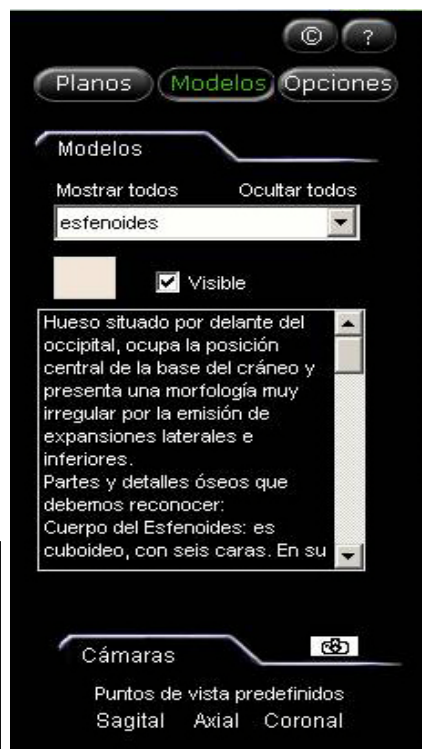 © ?
Planos Modelos Opciones
Modelos
Mostrar todos Ocultar todos
esfenoides
Visible
Hueso situado por delante del
occipital, ocupa la posición
central de la base del cráneo y
presenta una morfología muy
irregular por la emisión de
expansiones laterales e
inferiores.
Partes y detalles óseos que
debemos reconocer:
Cuerpo del Esfenoides: es
cuboideo, con seis caras. En su
Cámaras
Puntos de vista predefinidos
Sagital Axial Coronal